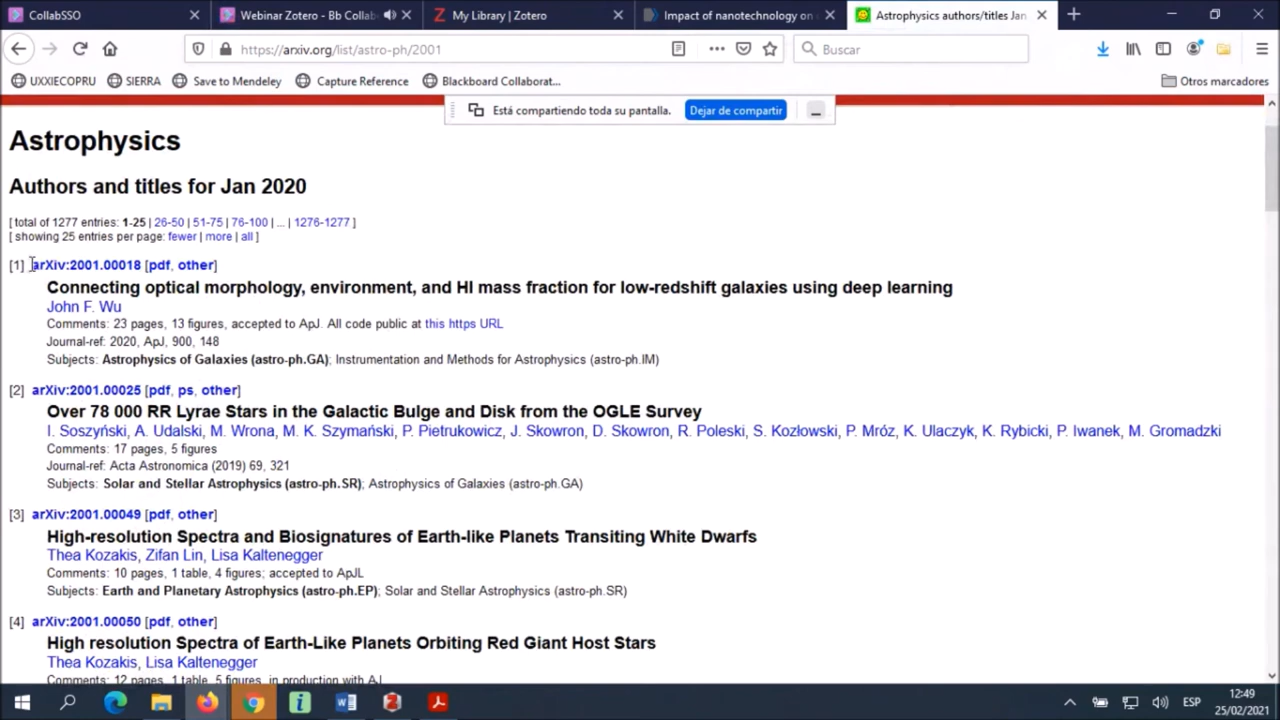 CollabSSO
Webinar Zotero - Bb Collab
My Library | Zotero
Impact of nanotechnology on
Astrophysics authors/titles Jan
https://arxiv.org/list/astro-ph/2001
Buscar
UXXIECOPRU
SIERRA
Save to Mendeley
Capture Reference
Blackboard Collaborat...
Otros marcadores
Está compartiendo toda su pantalla.
Dejar de compartir
Astrophysics
Authors and titles for Jan 2020
[ total of 1277 entries: 1-25 | 26-50 | 51-75 | 76-100 | ... | 1276-1277 ]
[ showing 25 entries per page: fewer | more | all ]
[1] arXiv:2001.00018 [pdf, other]
Connecting optical morphology, environment, and HI mass fraction for low-redshift galaxies using deep learning
John F. Wu
Comments: 23 pages, 13 figures, accepted to ApJ. All code public at this https URL
Journal-ref: 2020, ApJ, 900, 148
Subjects: Astrophysics of Galaxies (astro-ph.GA); Instrumentation and Methods for Astrophysics (astro-ph.IM)
[2] arXiv:2001.00025 [pdf, ps, other]
Over 78 000 RR Lyrae Stars in the Galactic Bulge and Disk from the OGLE Survey
I. Soszyński, A. Udalski, M. Wrona, M. K. Szymański, P. Pietrukowicz, J. Skowron, D. Skowron, R. Poleski, S. Kozłowski, P. Mróz, K. Ulaczyk, K. Rybicki, P. Iwanek, M. Gromadzki
Comments: 17 pages, 5 figures
Journal-ref: Acta Astronomica (2019) 69, 321
Subjects: Solar and Stellar Astrophysics (astro-ph.SR); Astrophysics of Galaxies (astro-ph.GA)
[3] arXiv:2001.00049 [pdf, other]
High-resolution Spectra and Biosignatures of Earth-like Planets Transiting White Dwarfs
Thea Kozakis, Zifan Lin, Lisa Kaltenegger
Comments: 10 pages, 1 table, 4 figures; accepted to ApJL
Subjects: Earth and Planetary Astrophysics (astro-ph.EP); Solar and Stellar Astrophysics (astro-ph.SR)
[4] arXiv:2001.00050 [pdf, other]
High resolution Spectra of Earth-Like Planets Orbiting Red Giant Host Stars
Thea Kozakis, Lisa Kaltenegger
Comments: 12 pages, 1 table, 5 figures, in production with AJ
ESP
12:49
25/02/2021